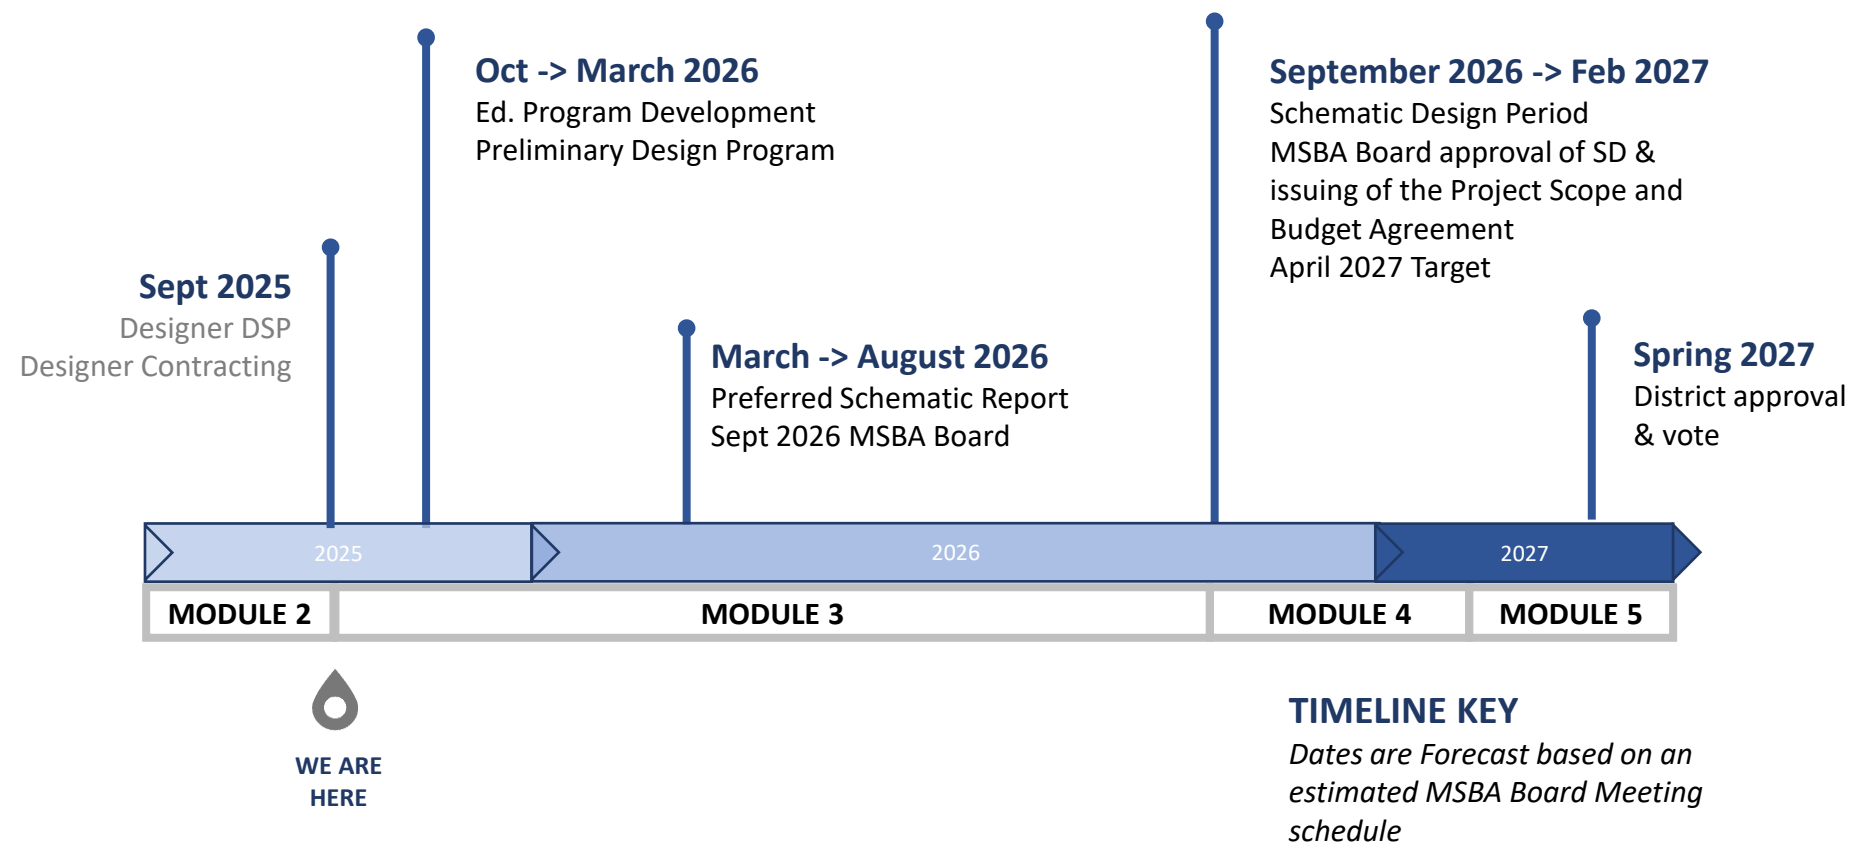 Oct -> March 2026
Ed. Program Development
Preliminary Design Program
September 2026 -> Feb 2027
Schematic Design Period
MSBA Board approval of SD &
issuing of the Project Scope and
Budget Agreement
April 2027 Target
Sept 2025
Designer DSP
Designer Contracting
March -> August 2026
Preferred Schematic Report
Sept 2026 MSBA Board
Spring 2027
District approval
& vote
2025
2026
2027
MODULE 2
MODULE 3
MODULE 4
MODULE 5
WE ARE
HERE
TIMELINE KEY
Dates are Forecast based on an
estimated MSBA Board Meeting
schedule